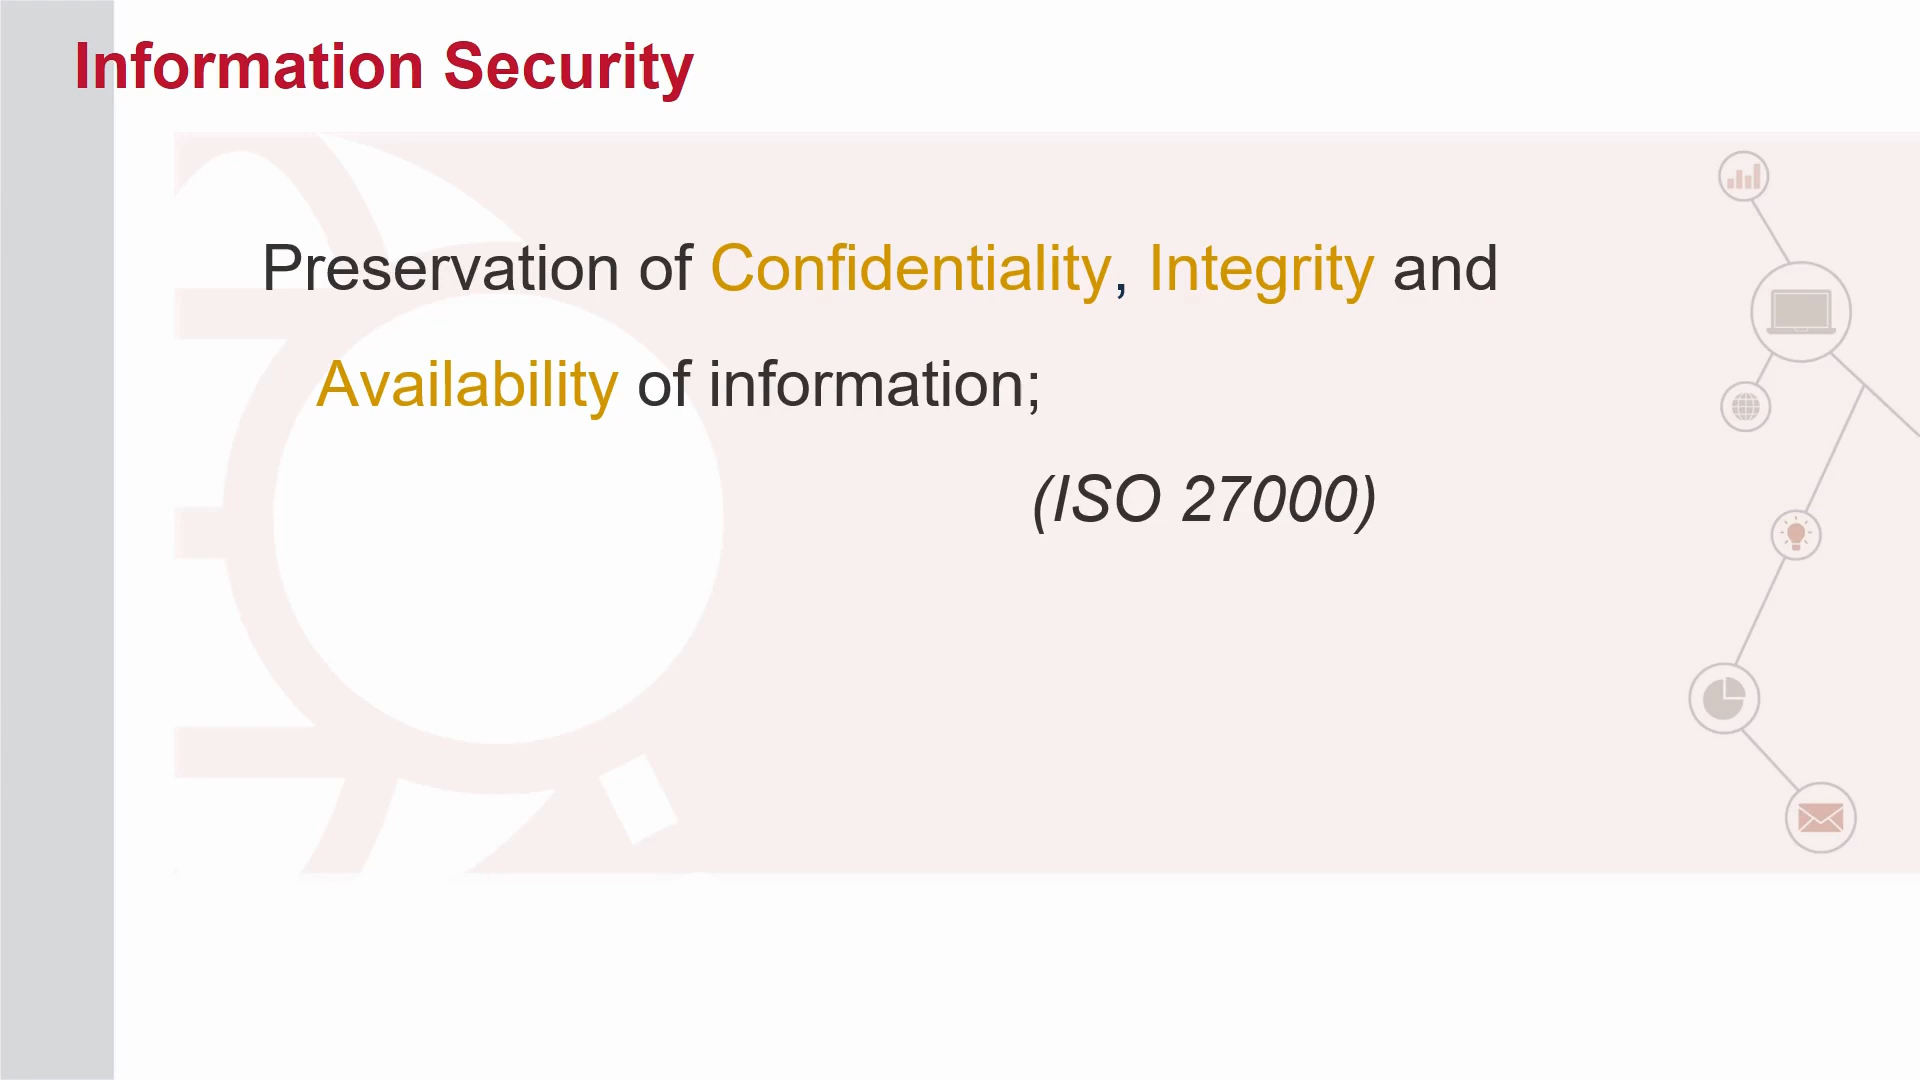 Information Security
Preservation of Confidentiality, Integrity and
Availability of information;
(ISO 27000)